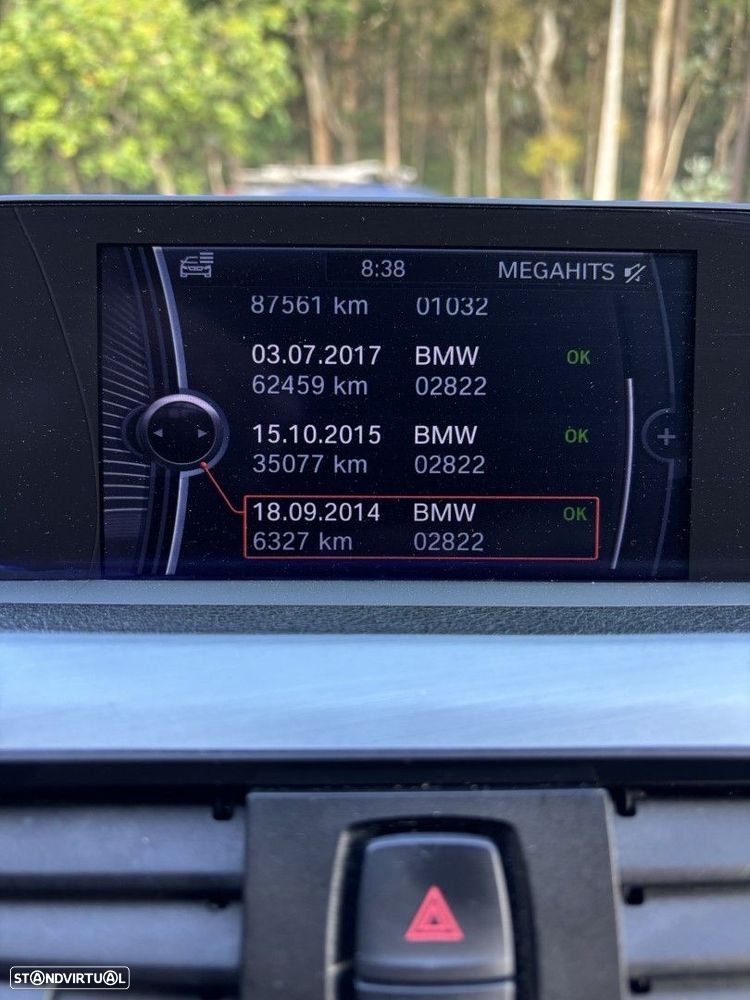 8:38 MEGAHITS
87561 km 01032
03.07.2017 BMW OK
62459 km 02822
15.10.2015 BMW OK
35077 km 02822
18.09.2014 BMW OK
6327 km 02822
STANDVIRTUAL